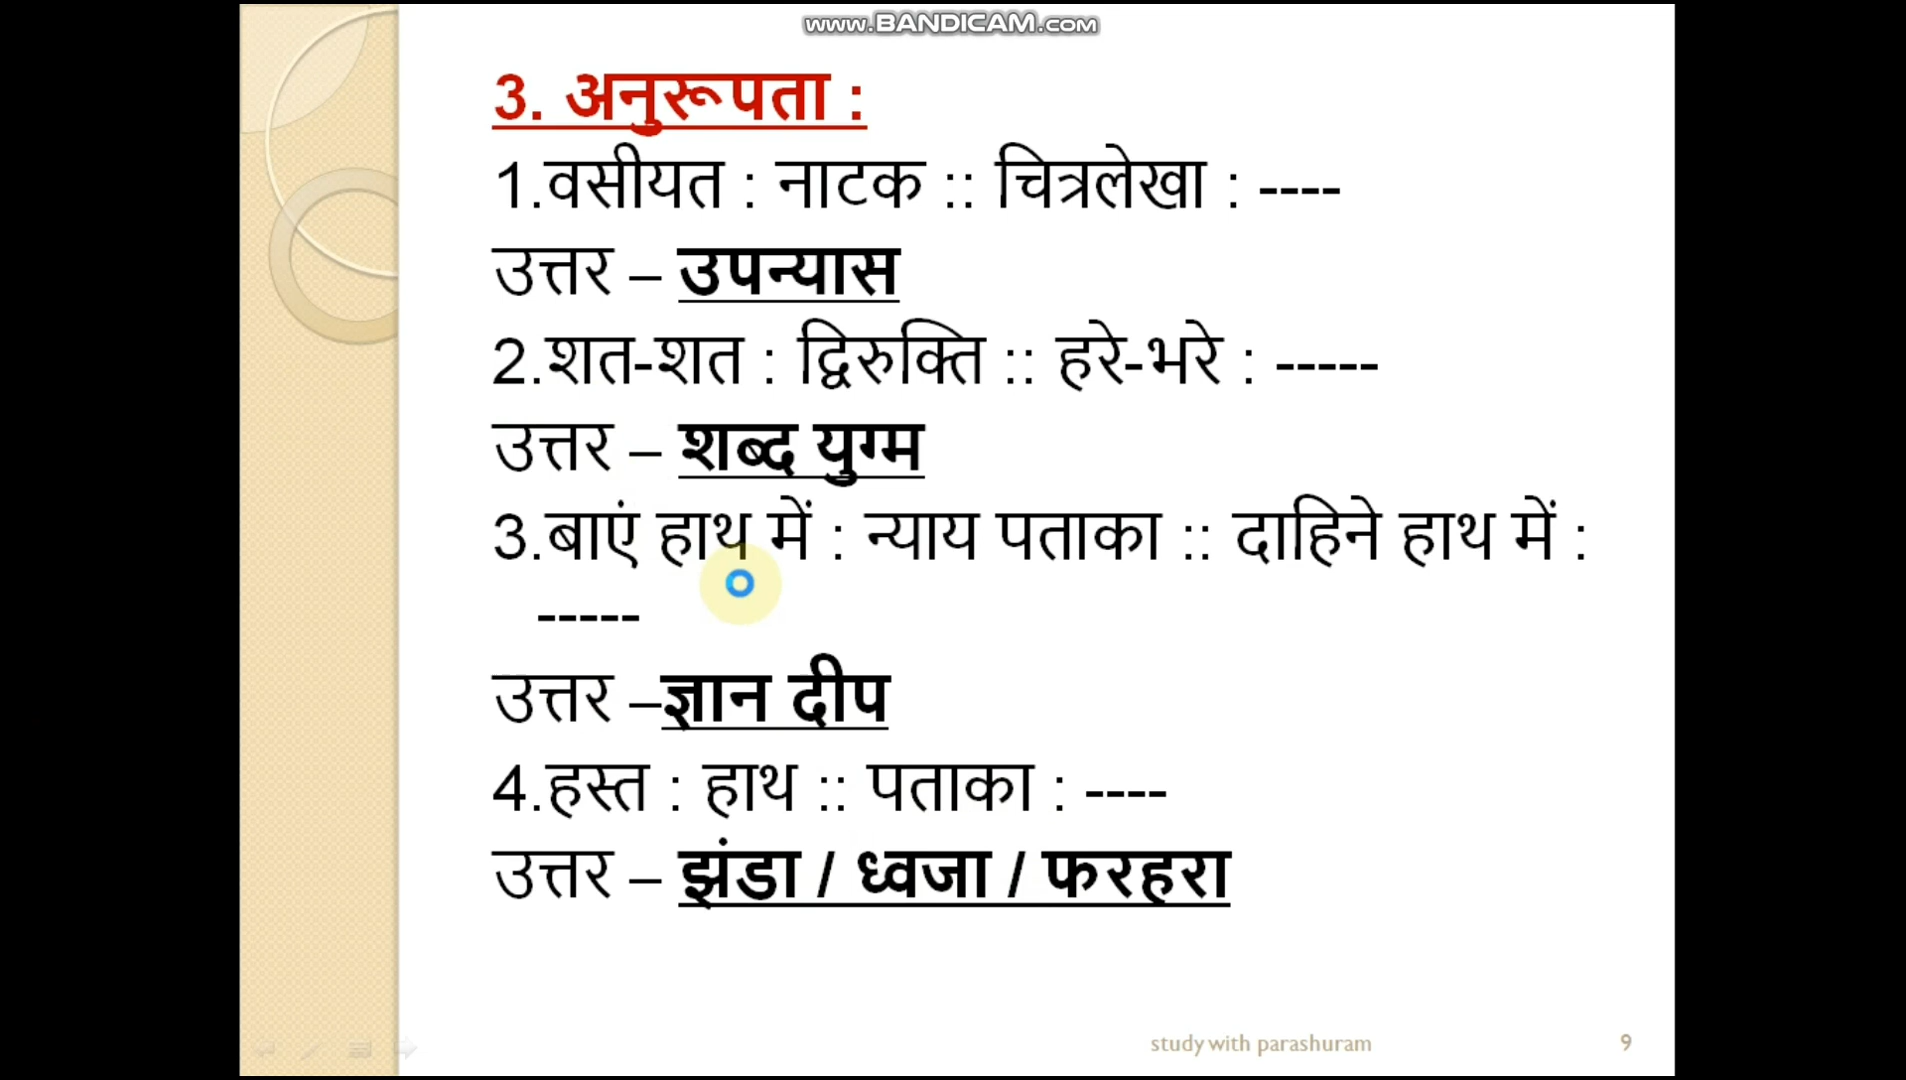 www.BANDICAM.com
3. अनुरूपता :
1.वसीयत : नाटक :: चित्रलेखा : ----
उत्तर – उपन्यास
2.शत-शत : द्विरुक्ति :: हरे-भरे : -----
उत्तर – शब्द युग्म
3.बाएं हाथ में : न्याय पताका :: दाहिने हाथ में :
-----
उत्तर –ज्ञान दीप
4.हस्त : हाथ :: पताका : ----
उत्तर – झंडा / ध्वजा / फरहरा
study with parashuram 9